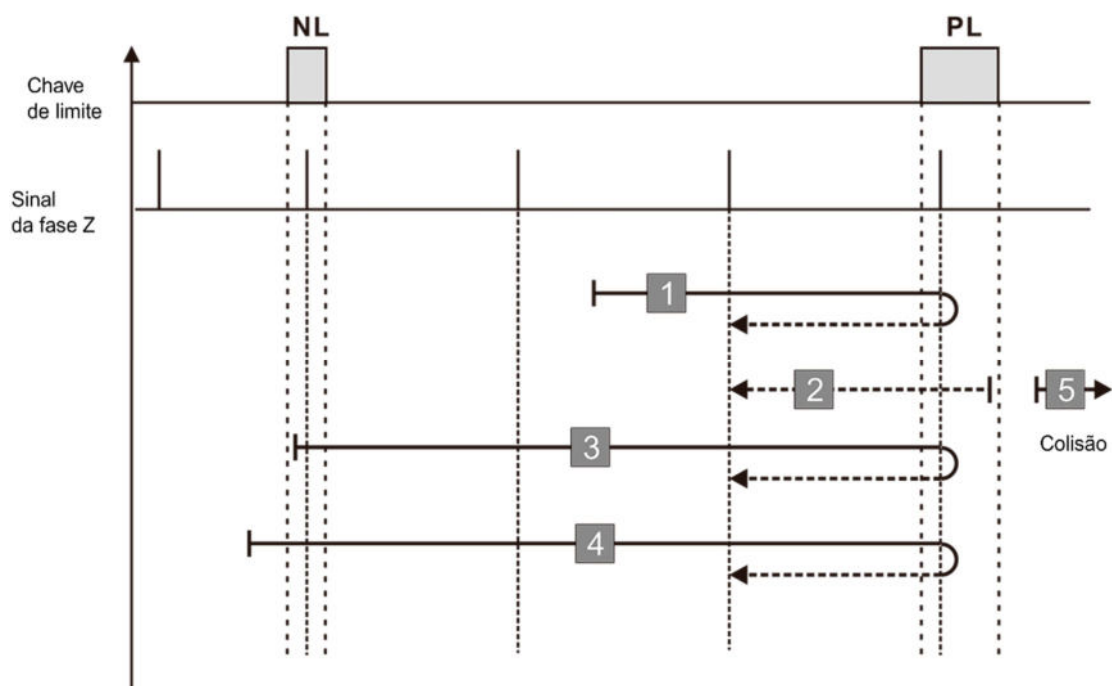 NL
PL
Chave
de limite
Sinal
da fase Z
1
2
5
Colisão
3
4